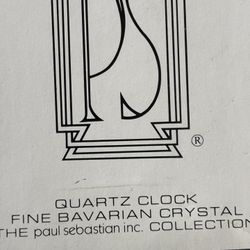 PS
®
QUARTZ CLOCK
FINE BAVARIAN CRYSTAL
THE paul sebastian inc. COLLECTION